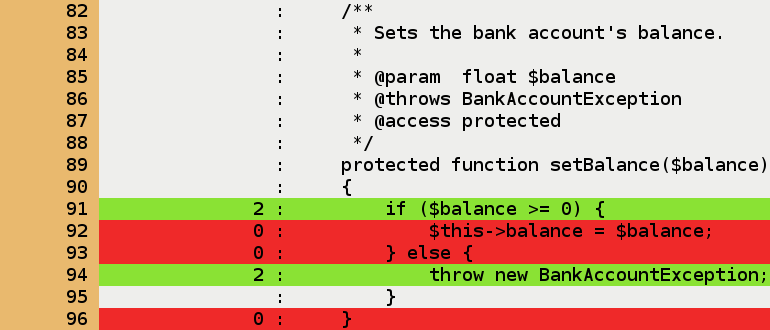 82 : /**
83 : * Sets the bank account's balance.
84 : *
85 : * @param  float $balance
86 : * @throws BankAccountException
87 : * @access protected
88 : */
89 : protected function setBalance($balance)
90 : {
91 2 : if ($balance >= 0) {
92 0 : $this->balance = $balance;
93 0 : } else {
94 2 : throw new BankAccountException;
95 : }
96 0 : }